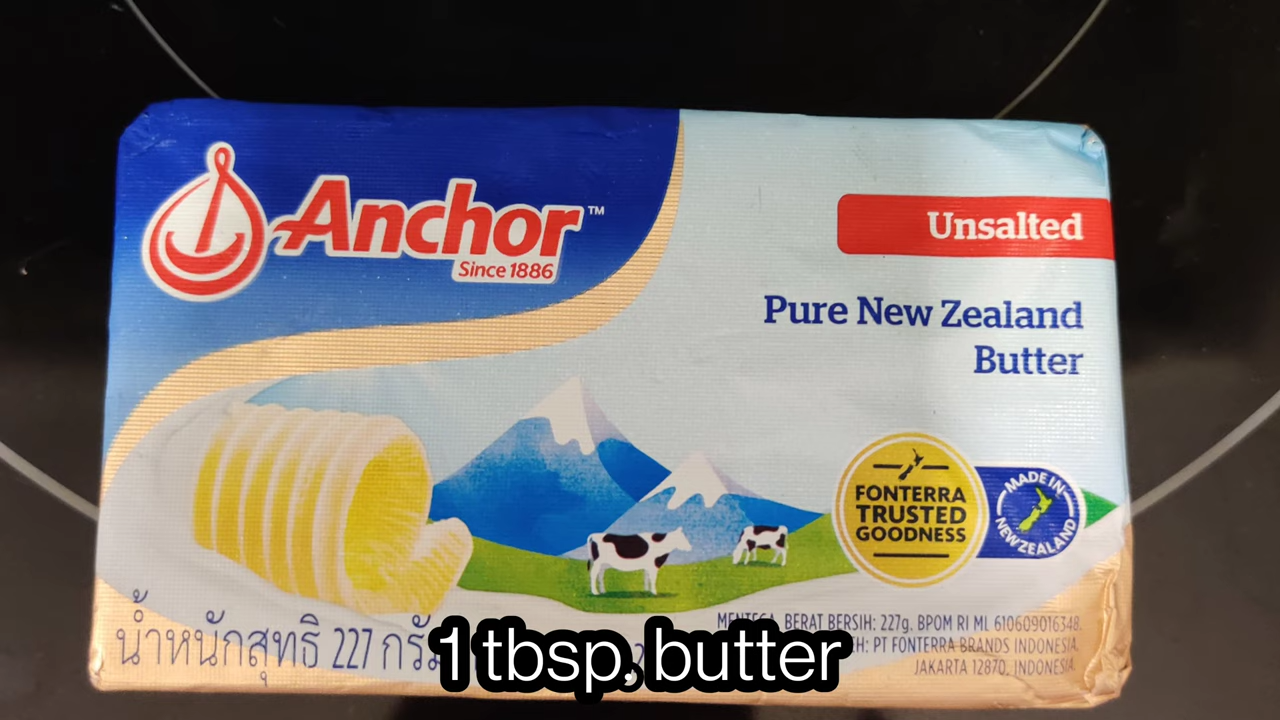 Anchor™
Since 1886
Unsalted
Pure New Zealand
Butter
FONTERRA
TRUSTED
GOODNESS
MADE IN
NEW ZEALAND
น้ำหนักสุทธิ 227 กรัม
MENTEGA. BERAT BERSIH: 227g. BPOM RI ML 610609016348.
PT FONTERRA BRANDS INDONESIA.
JAKARTA 12870, INDONESIA.
1 tbsp. butter